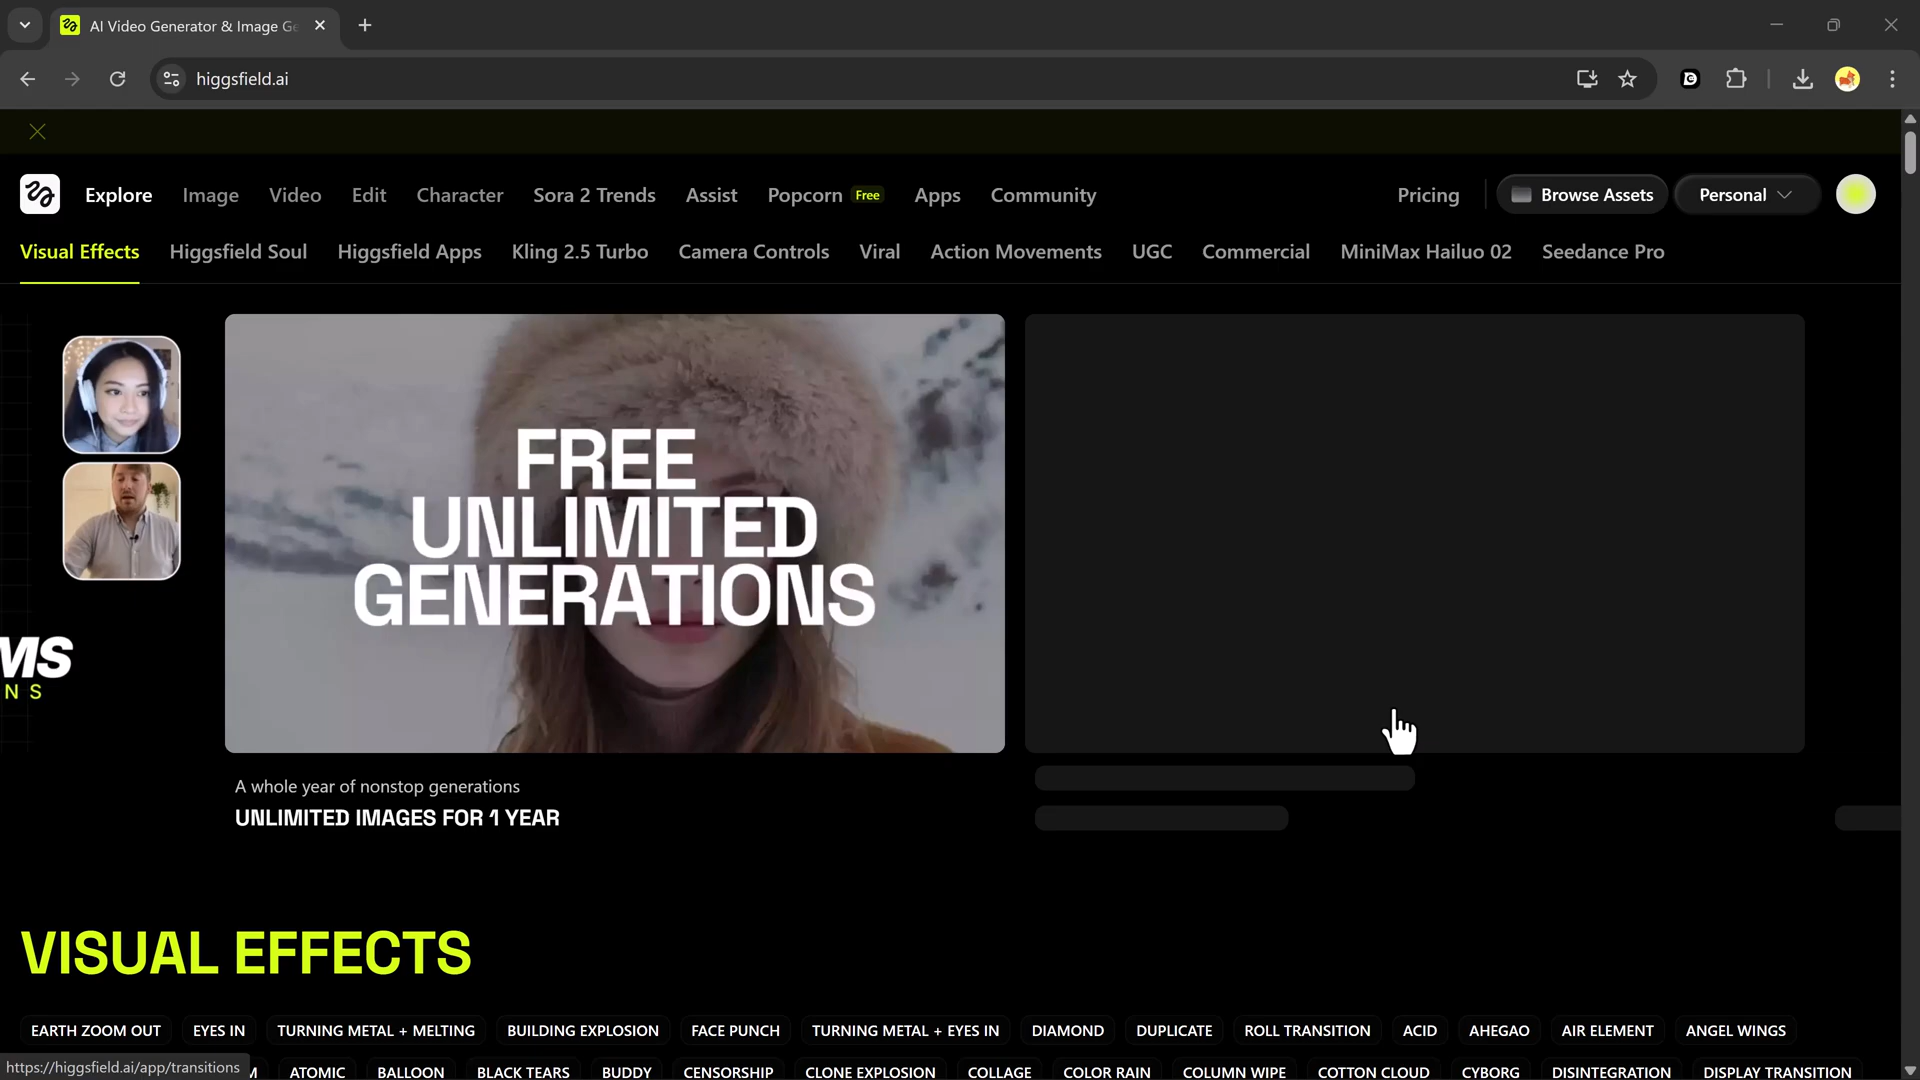 AI Video Generator & Image Ge
higgsfield.ai
Explore
Image
Video
Edit
Character
Sora 2 Trends
Assist
Popcorn Free
Apps
Community
Pricing
Browse Assets
Personal
Visual Effects
Higgsfield Soul
Higgsfield Apps
Kling 2.5 Turbo
Camera Controls
Viral
Action Movements
UGC
Commercial
MiniMax Hailuo 02
Seedance Pro
FREE
UNLIMITED
GENERATIONS
MS
NS
A whole year of nonstop generations
UNLIMITED IMAGES FOR 1 YEAR
VISUAL EFFECTS
EARTH ZOOM OUT
EYES IN
TURNING METAL + MELTING
BUILDING EXPLOSION
FACE PUNCH
TURNING METAL + EYES IN
DIAMOND
DUPLICATE
ROLL TRANSITION
ACID
AHEGAO
AIR ELEMENT
ANGEL WINGS
https://higgsfield.ai/app/transitions
M
ATOMIC
BALLOON
BLACK TEARS
BUDDY
CENSORSHIP
CLONE EXPLOSION
COLLAGE
COLOR RAIN
COLUMN WIPE
COTTON CLOUD
CYBORG
DISINTEGRATION
DISPLAY TRANSITION